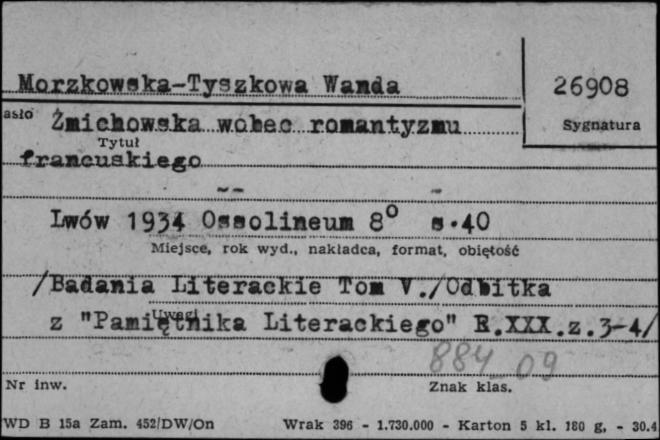 Morzkowska-Tyszkowa Wanda
26908
asło
Żmichowska wobec romantyzmu
Sygnatura
Tytuł
francuskiego
Lwów 1934 Ossolineum 8° s.40
Miejsce, rok wyd., nakładca, format, objętość
/Badania Literackie Tom V./Odbitka
Uwagi
z "Pamiętnika Literackiego" R.XXX.z.3-4/
884 09
Nr inw.
Znak klas.
WD B 15a Zam. 452/DW/On Wrak 396 - 1.730.000 - Karton 5 kl. 180 g, - 30.4